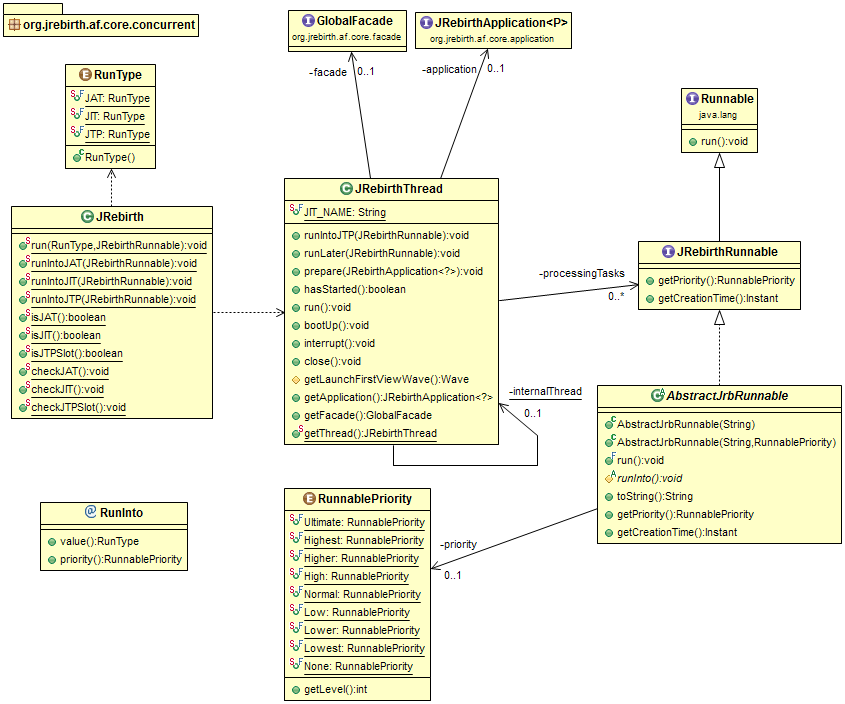 org.jrebirth.af.core.concurrent
RunType
JAT: RunType
JIT: RunType
JTP: RunType
RunType()
JRebirth
run(RunType,JRebirthRunnable):void
runIntoJAT(JRebirthRunnable):void
runIntoJIT(JRebirthRunnable):void
runIntoJTP(JRebirthRunnable):void
isJAT():boolean
isJIT():boolean
isJTPSlot():boolean
checkJAT():void
checkJIT():void
checkJTPSlot():void
RunInto
value():RunType
priority():RunnablePriority
GlobalFacade
org.jrebirth.af.core.facade
JRebirthApplication<P>
org.jrebirth.af.core.application
-facade
0..1
-application
0..1
JRebirthThread
JIT_NAME: String
runIntoJTP(JRebirthRunnable):void
runLater(JRebirthRunnable):void
prepare(JRebirthApplication<?>):void
hasStarted():boolean
run():void
bootUp():void
interrupt():void
close():void
getLaunchFirstViewWave():Wave
getApplication():JRebirthApplication<?>
getFacade():GlobalFacade
getThread():JRebirthThread
-internalThread
0..1
-processingTasks
0..*
RunnablePriority
Ultimate: RunnablePriority
Highest: RunnablePriority
Higher: RunnablePriority
High: RunnablePriority
Normal: RunnablePriority
Low: RunnablePriority
Lower: RunnablePriority
Lowest: RunnablePriority
None: RunnablePriority
getLevel():int
-priority
0..1
Runnable
java.lang
run():void
JRebirthRunnable
getPriority():RunnablePriority
getCreationTime():Instant
AbstractJrbRunnable
AbstractJrbRunnable(String)
AbstractJrbRunnable(String,RunnablePriority)
run():void
runInto():void
toString():String
getPriority():RunnablePriority
getCreationTime():Instant